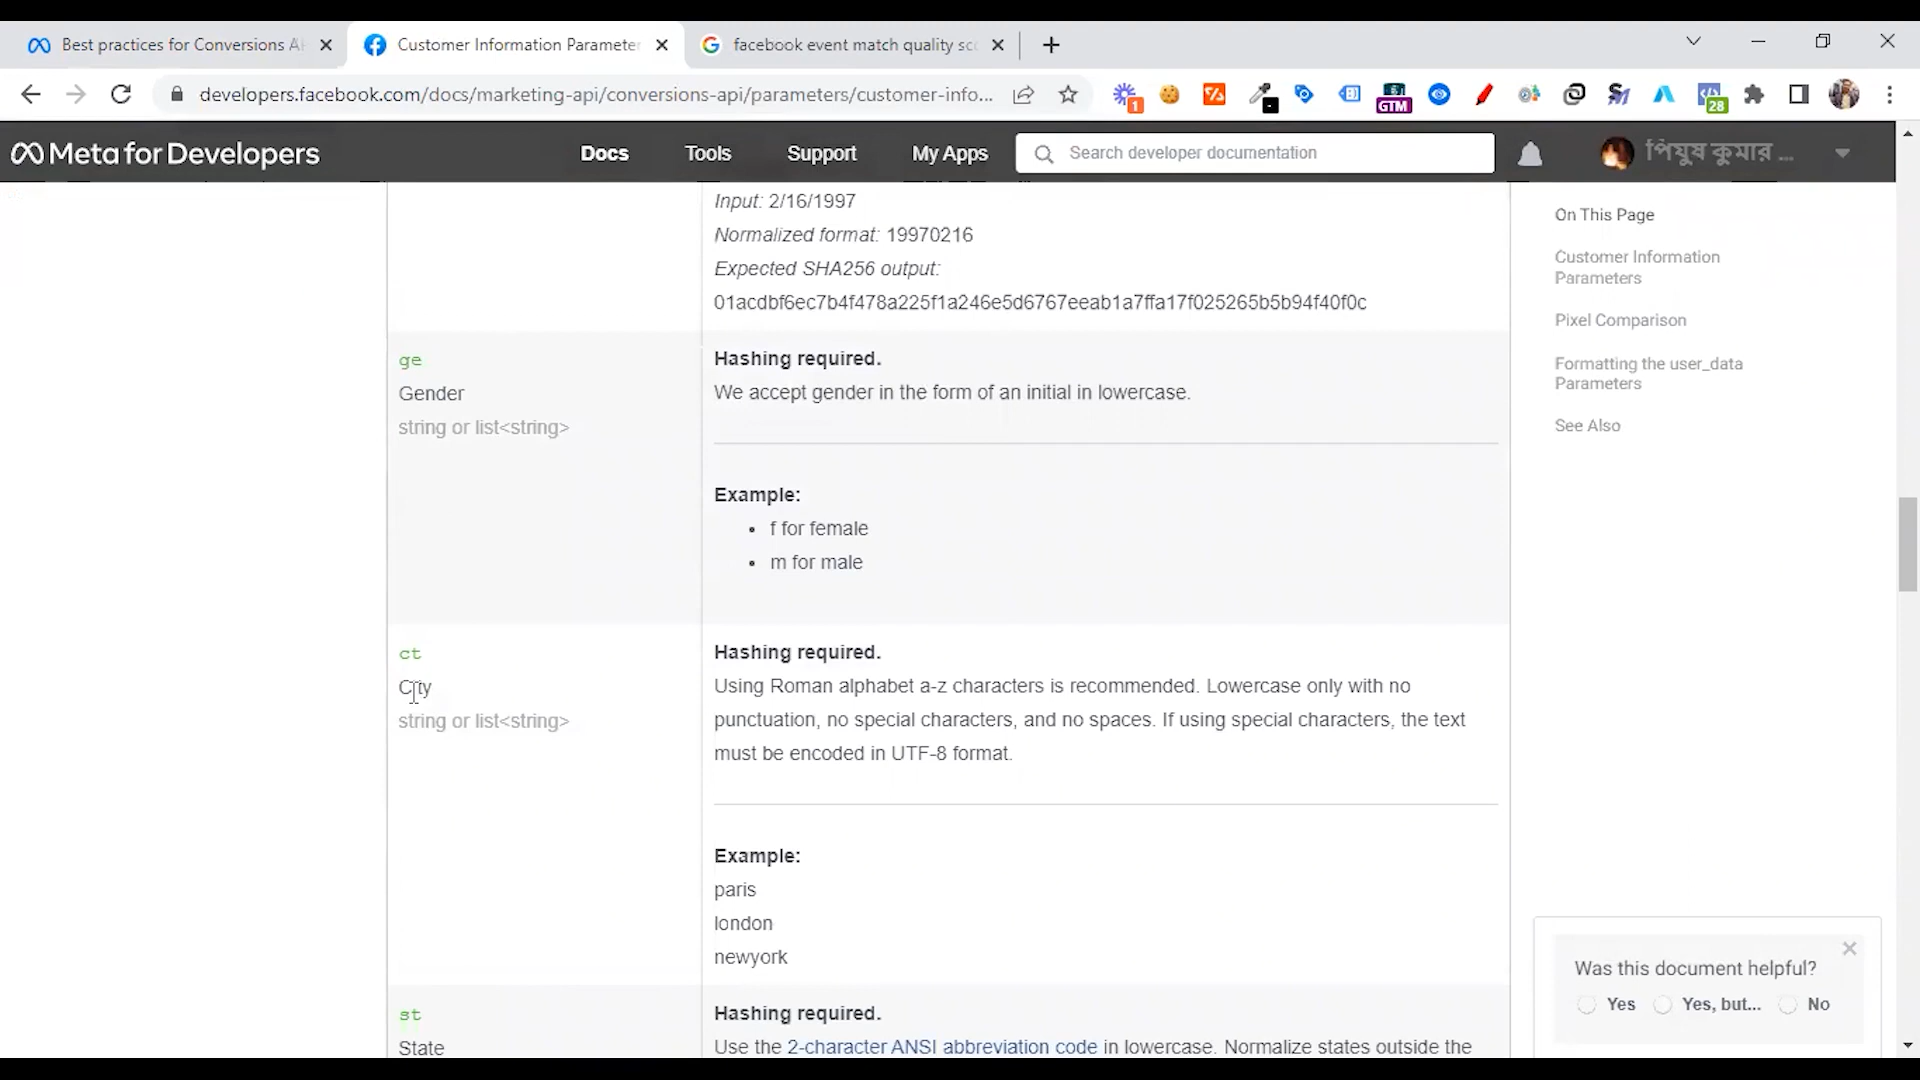 Best practices for Conversions A
Customer Information Parameter
facebook event match quality sc
developers.facebook.com/docs/marketing-api/conversions-api/parameters/customer-info...
1
GTM
28
Meta for Developers
Docs
Tools
Support
My Apps
Search developer documentation
পিযুষ কুমার ...
Input: 2/16/1997
Normalized format: 19970216
Expected SHA256 output:
01acdbf6ec7b4f478a225f1a246e5d6767eeab1a7ffa17f025265b5b94f40f0c
ge
Gender
string or list<string>
Hashing required.
We accept gender in the form of an initial in lowercase.
Example:
• f for female
• m for male
ct
City
string or list<string>
Hashing required.
Using Roman alphabet a-z characters is recommended. Lowercase only with no
punctuation, no special characters, and no spaces. If using special characters, the text
must be encoded in UTF-8 format.
Example:
paris
london
newyork
st
State
Hashing required.
Use the 2-character ANSI abbreviation code in lowercase. Normalize states outside the
On This Page
Customer Information
Parameters
Pixel Comparison
Formatting the user_data
Parameters
See Also
Was this document helpful?
Yes
Yes, but...
No